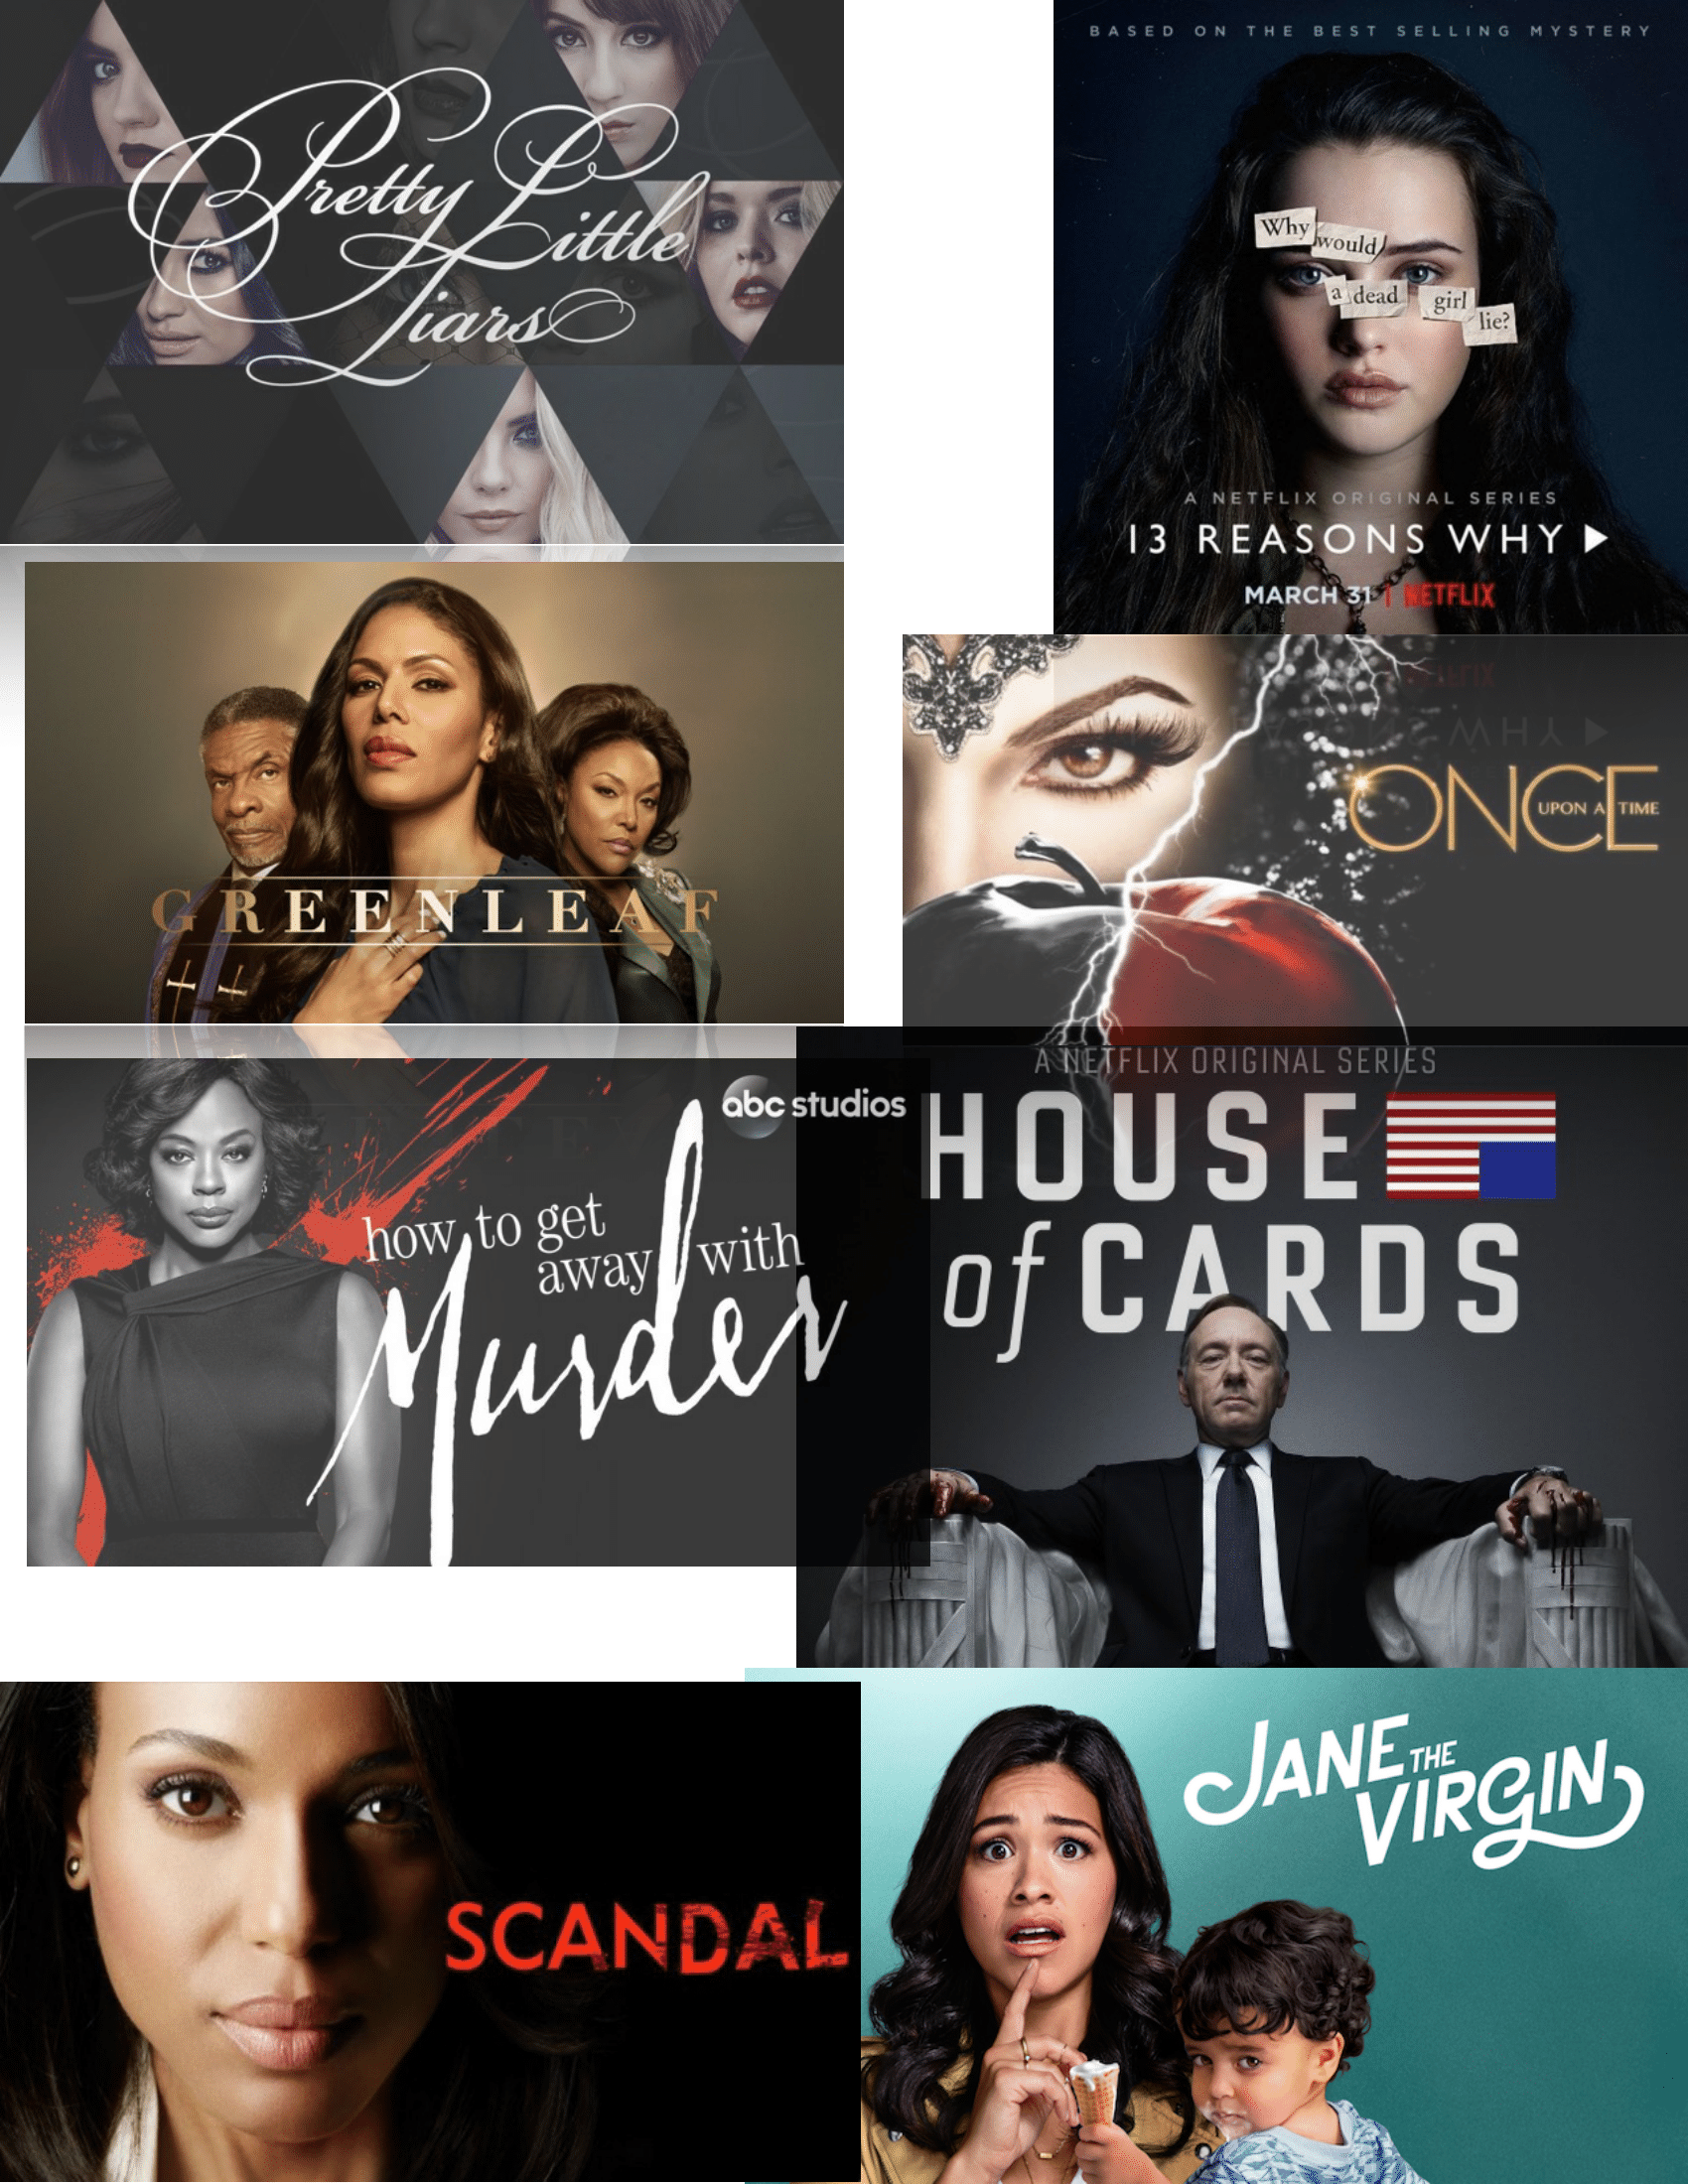 Pretty Little
Liars
BASED ON THE BEST SELLING MYSTERY
Why would
a dead girl
lie?
A NETFLIX ORIGINAL SERIES
13 REASONS WHY
MARCH 31 | NETFLIX
GREENLEAF
NETFLIX
WHY
ONCE
UPON A TIME
abc studios
how to get
away with
Murder
A NETFLIX ORIGINAL SERIES
HOUSE
of CARDS
SCANDAL
JANE THE
VIRGIN